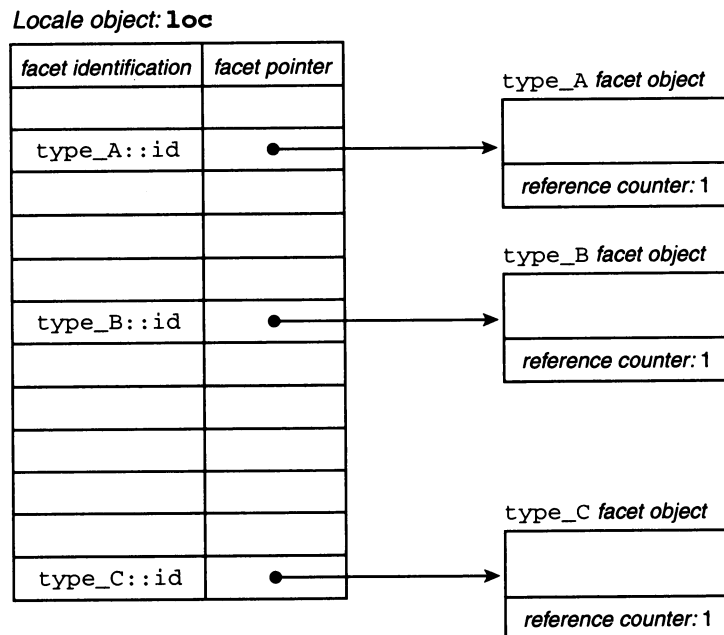 Locale object: loc
facet identification facet pointer
type_A::id
type_B::id
type_C::id
type_A facet object
reference counter: 1
type_B facet object
reference counter: 1
type_C facet object
reference counter: 1